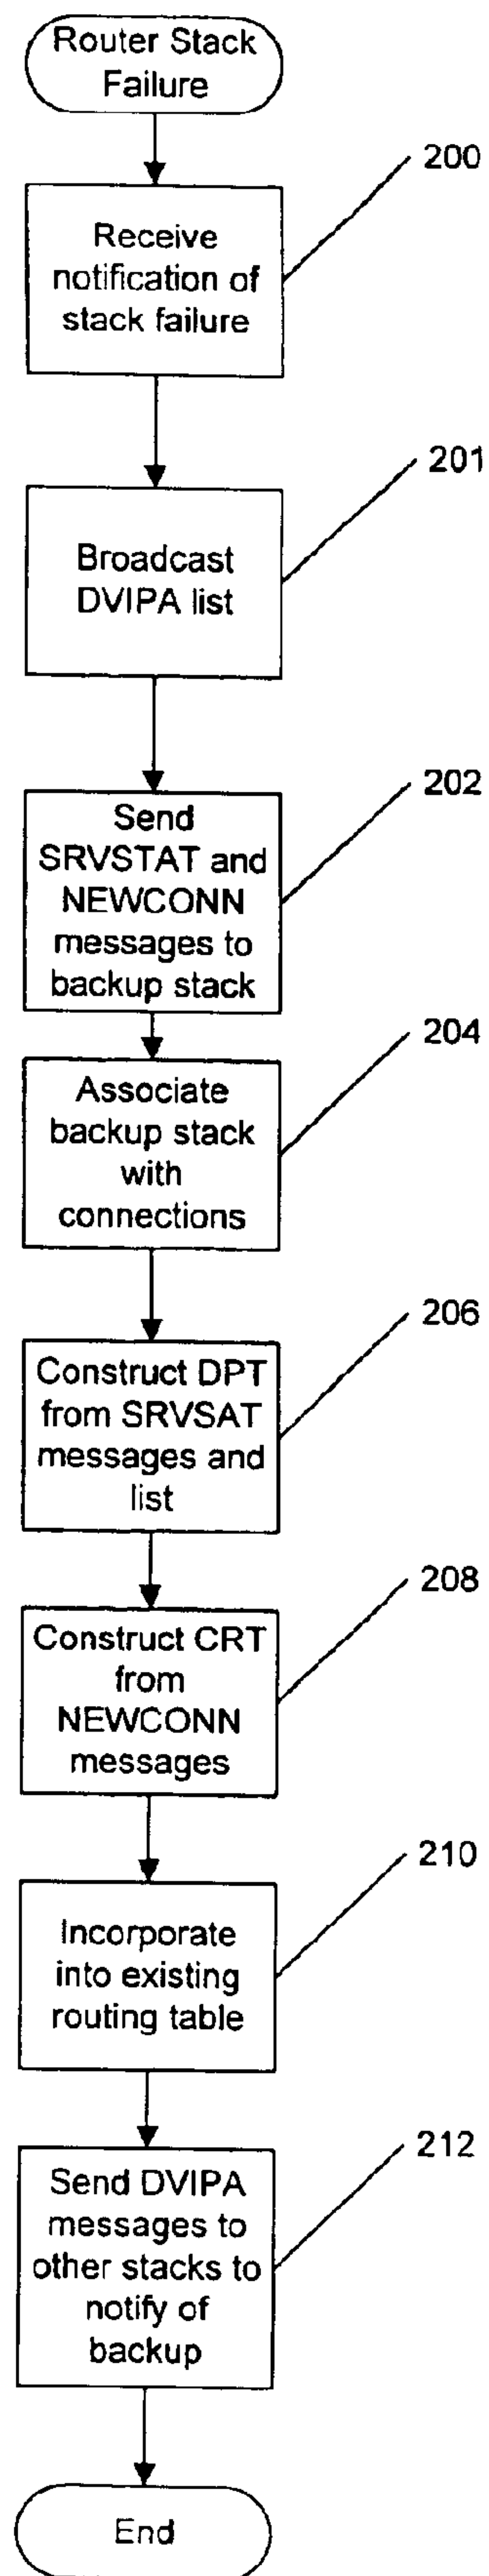 Router Stack
Failure
200
Receive
notification of
stack failure
201
Broadcast
DVIPA list
202
Send
SRVSTAT and
NEWCONN
messages to
backup stack
204
Associate
backup stack
with
connections
206
Construct DPT
from SRVSAT
messages and
list
208
Construct CRT
from
NEWCONN
messages
210
Incorporate
into existing
routing table
212
Send DVIPA
messages to
other stacks to
notify of
backup
End